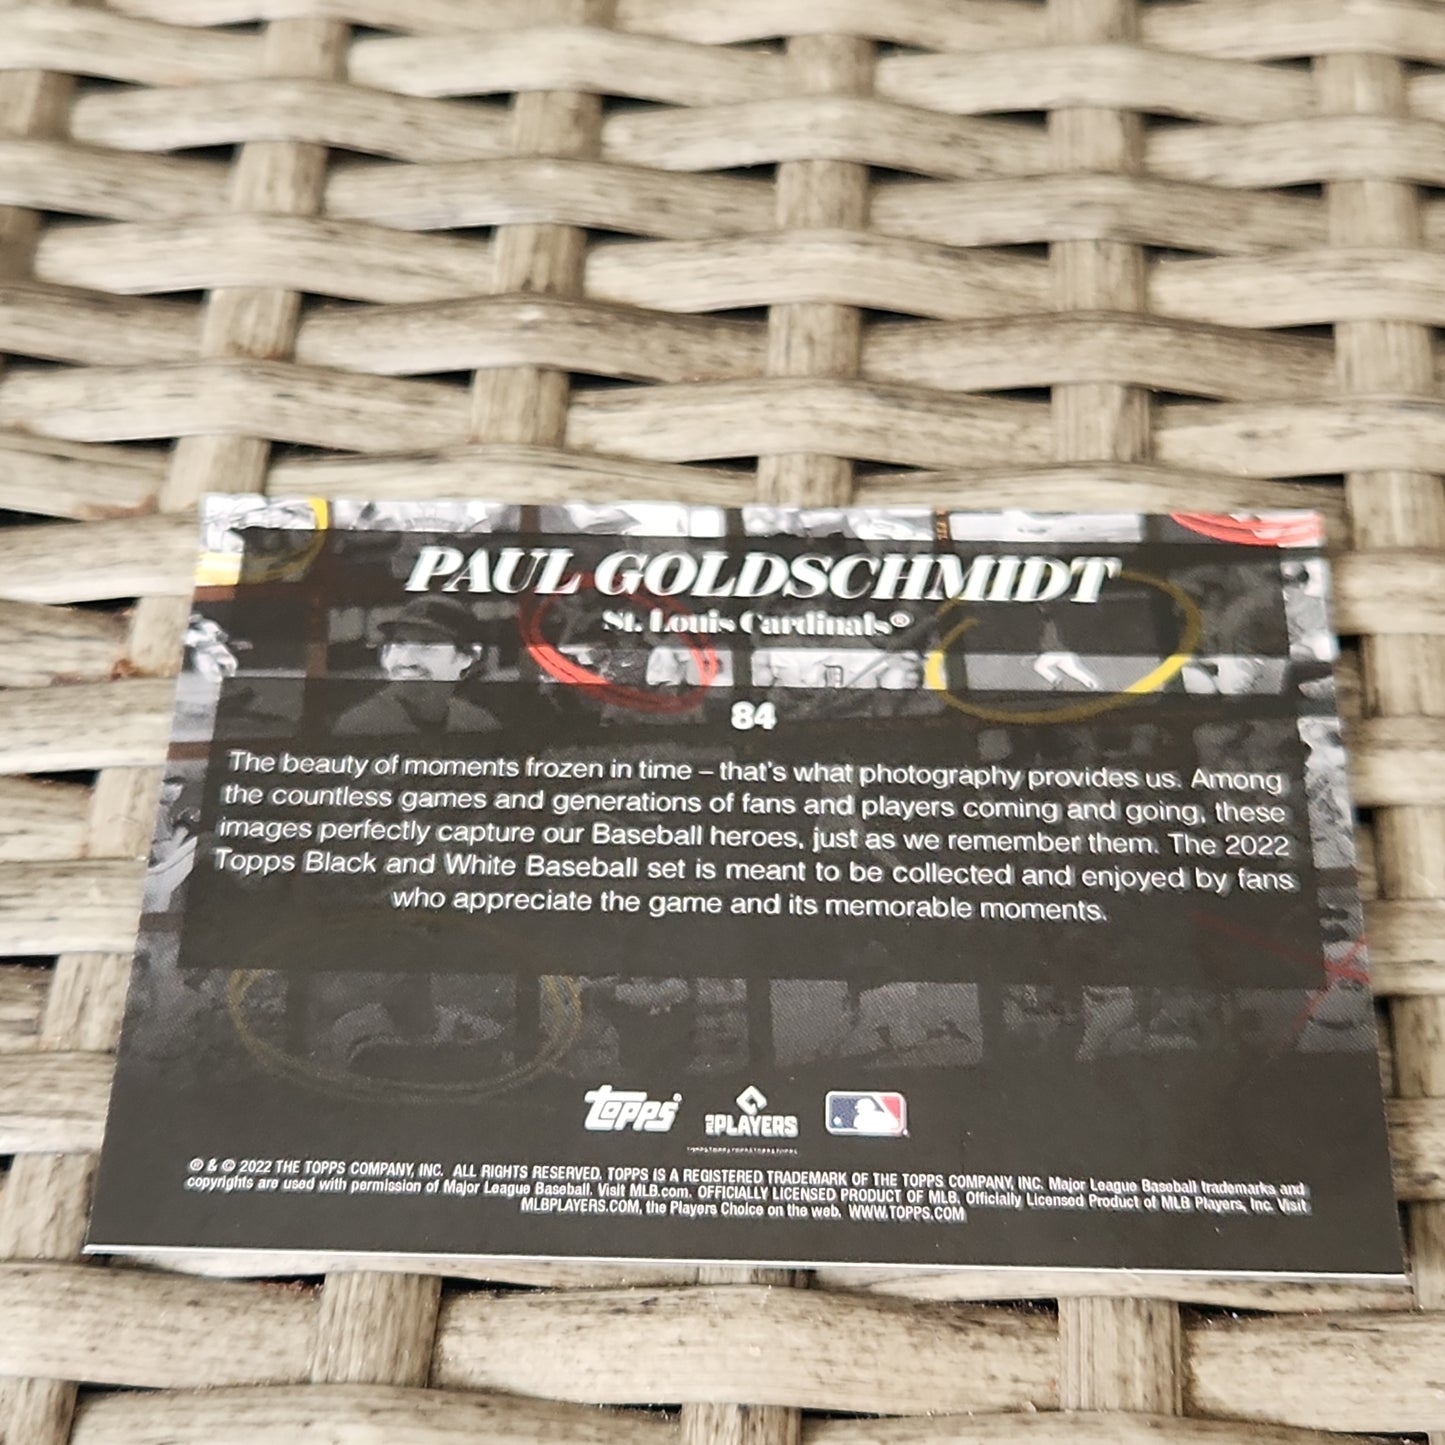 PAUL GOLDSCHMIDT
St. Louis Cardinals®
84
The beauty of moments frozen in time – that's what photography provides us. Among
the countless games and generations of fans and players coming and going, these
images perfectly capture our Baseball heroes, just as we remember them. The 2022
Topps Black and White Baseball set is meant to be collected and enjoyed by fans
who appreciate the game and its memorable moments.
Topps PLAYERS
® & © 2022 THE TOPPS COMPANY, INC. ALL RIGHTS RESERVED. TOPPS IS A REGISTERED TRADEMARK OF THE TOPPS COMPANY, INC. Major League Baseball trademarks and
copyrights are used with permission of Major League Baseball. Visit MLB.com. OFFICIALLY LICENSED PRODUCT OF MLB. Officially Licensed Product of MLB Players, Inc. Visit
MLBPLAYERS.COM, the Players Choice on the web. WWW.TOPPS.COM